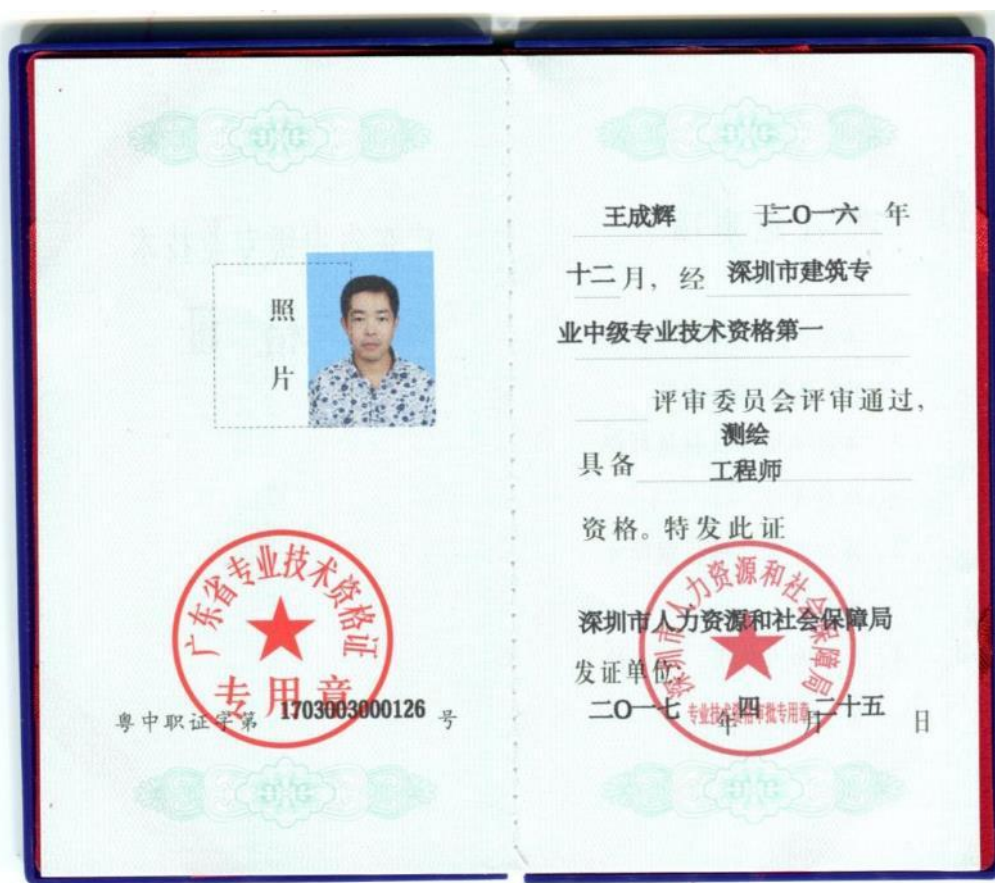 照
片
广东省专业技术资格证
专用章
粤中职证字第 1703003000126 号
王成辉 于二〇一六 年
十二月，经 深圳市建筑专
业中级专业技术资格第一
评审委员会评审通过，
测绘
具备 工程师
资格。特发此证
深圳市人力资源和社会保障局
深圳市人力资源和社会保障局
发证单位：
二〇一七 年四 月二十五 日
专业技术资格审批专用章